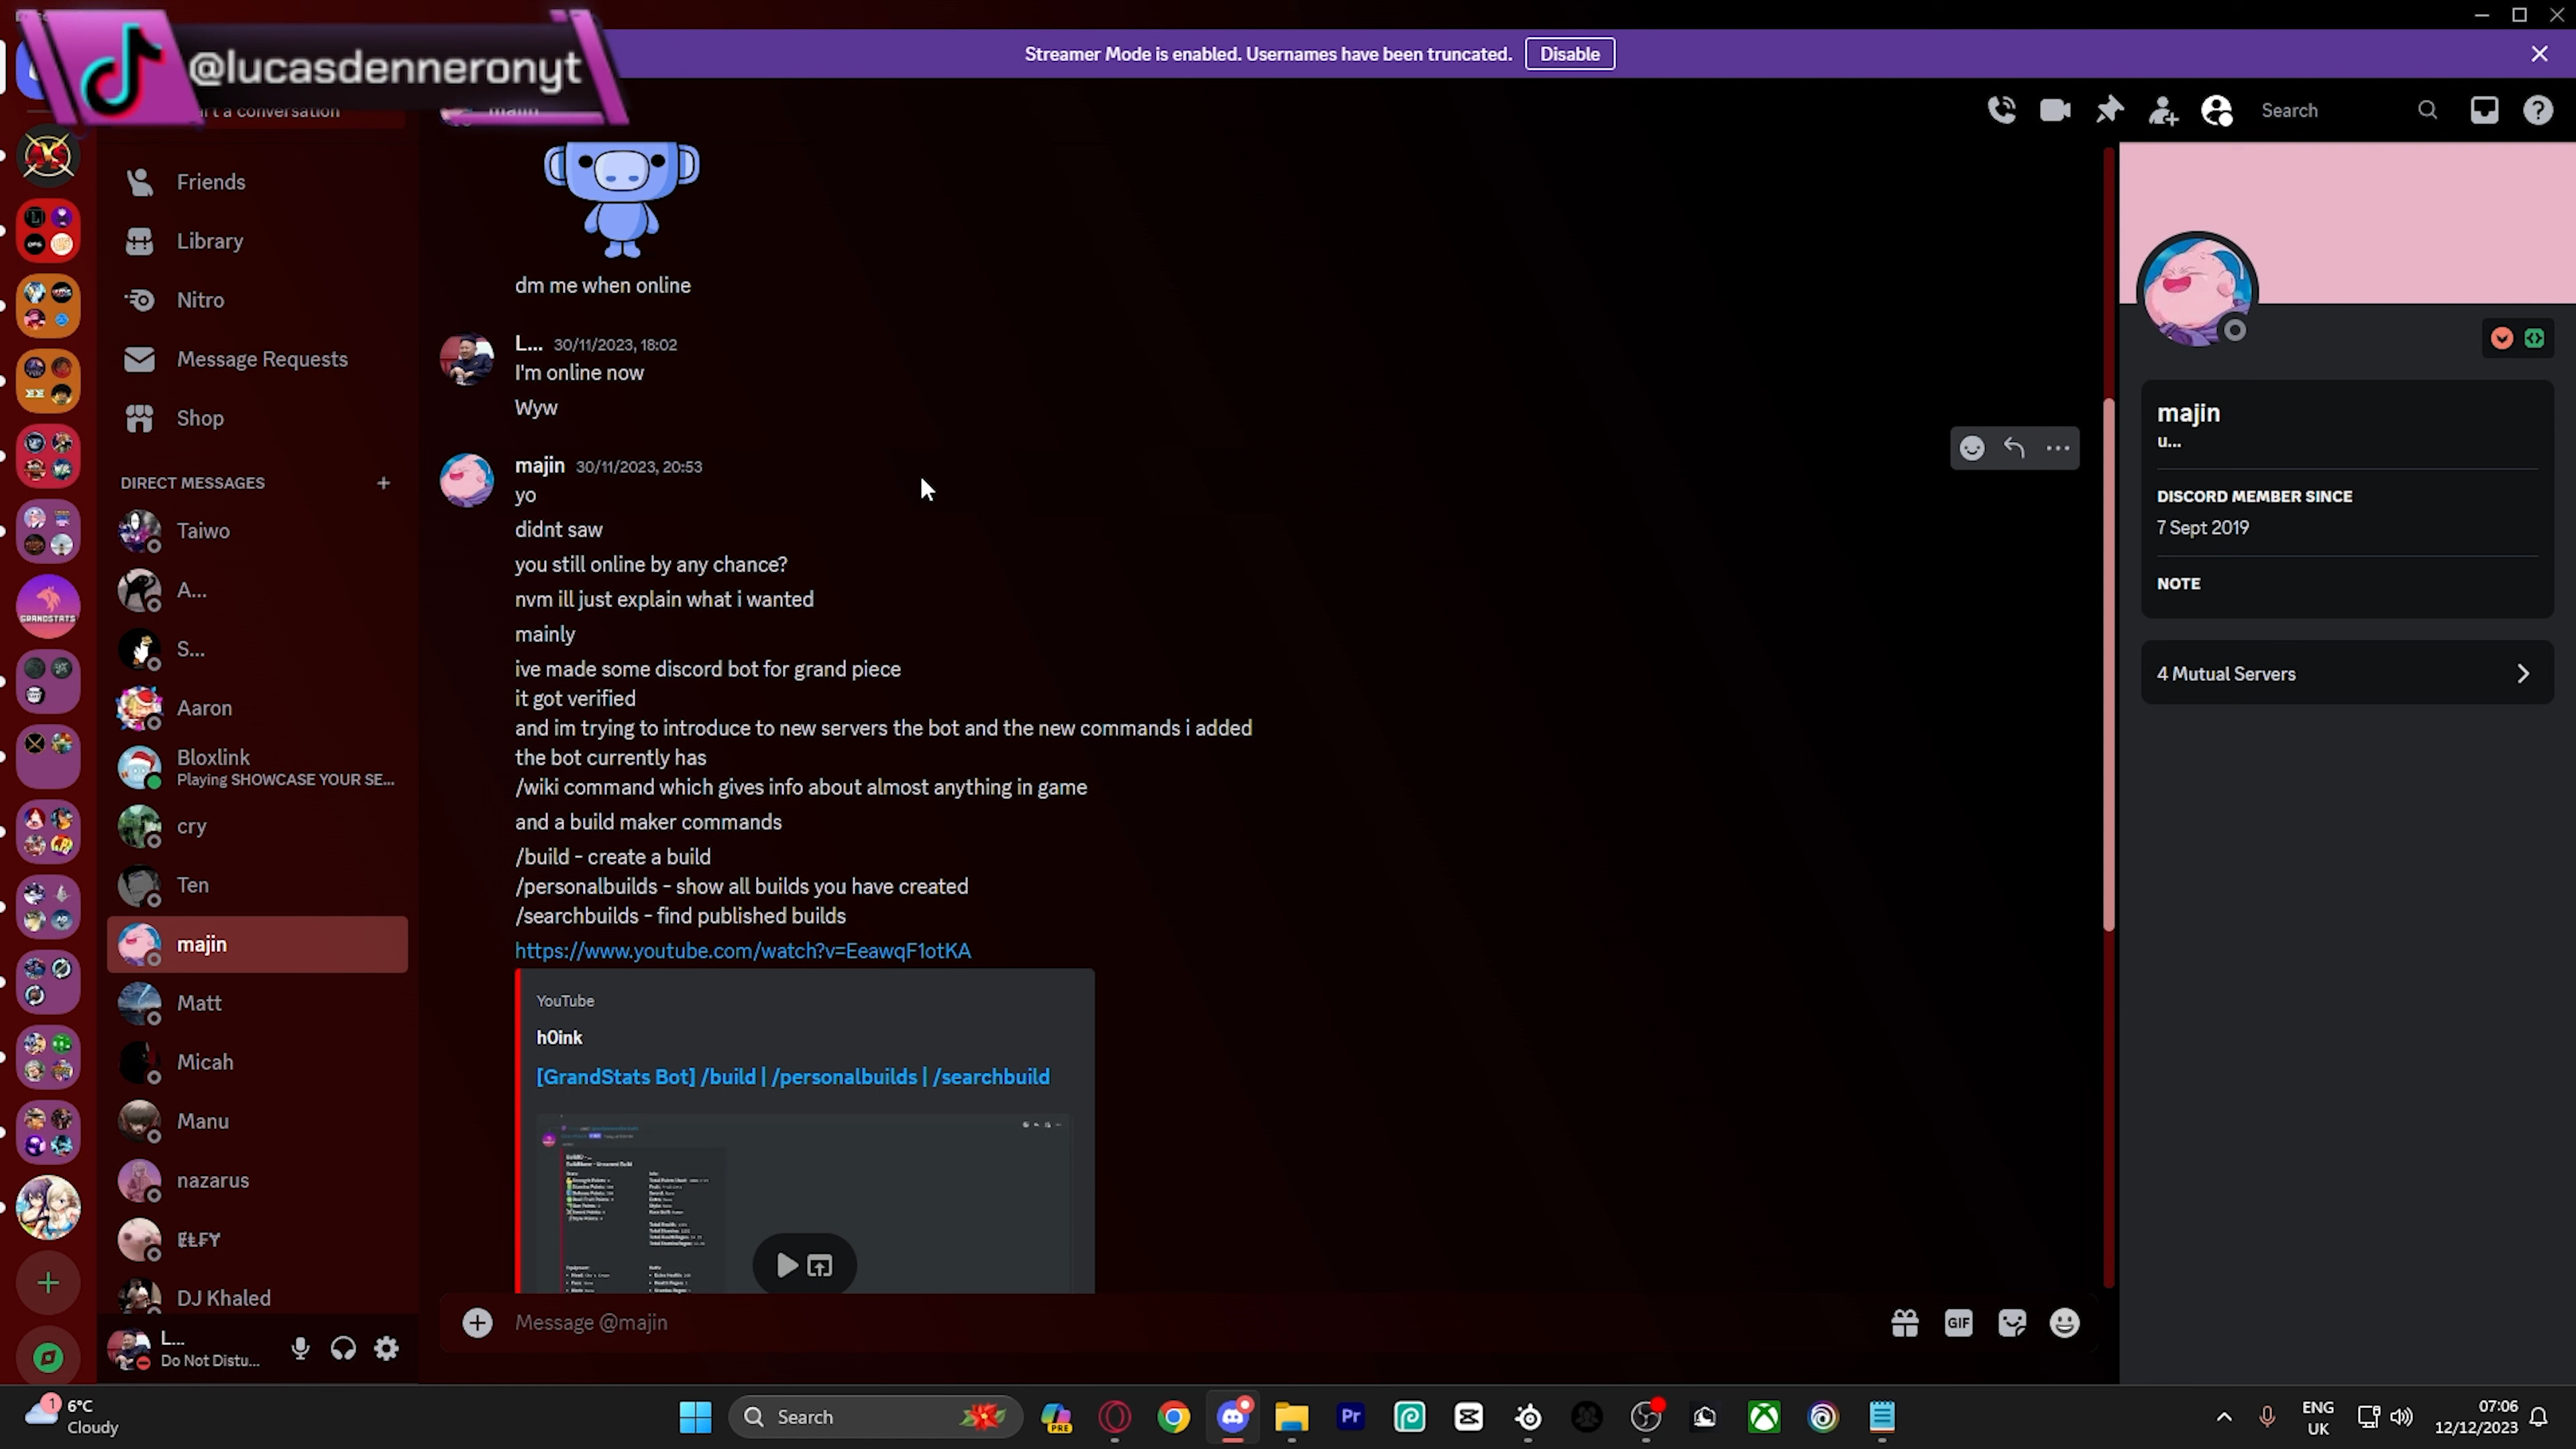 @lucasdenneronyt
Streamer Mode is enabled. Usernames have been truncated.
Disable
Search
Friends
Library
Nitro
Message Requests
Shop
DIRECT MESSAGES
Taiwo
A...
S...
Aaron
Bloxlink
Playing SHOWCASE YOUR SE...
cry
Ten
majin
Matt
Micah
Manu
nazarus
ɆⱠ₣Ɏ
DJ Khaled
L...
Do Not Distu...
GRANDSTATS
dm me when online
L... 30/11/2023, 18:02
I'm online now
Wyw
majin 30/11/2023, 20:53
yo
didnt saw
you still online by any chance?
nvm ill just explain what i wanted
mainly
ive made some discord bot for grand piece
it got verified
and im trying to introduce to new servers the bot and the new commands i added
the bot currently has
/wiki command which gives info about almost anything in game
and a build maker commands
/build - create a build
/personalbuilds - show all builds you have created
/searchbuilds - find published builds
https://www.youtube.com/watch?v=EeawqF1otKA
YouTube
h0ink
[GrandStats Bot] /build | /personalbuilds | /searchbuild
Message @majin
GIF
majin
u...
DISCORD MEMBER SINCE
7 Sept 2019
NOTE
4 Mutual Servers
1
6°C
Cloudy
Search
PRE
Pr
ENG
UK
07:06
12/12/2023